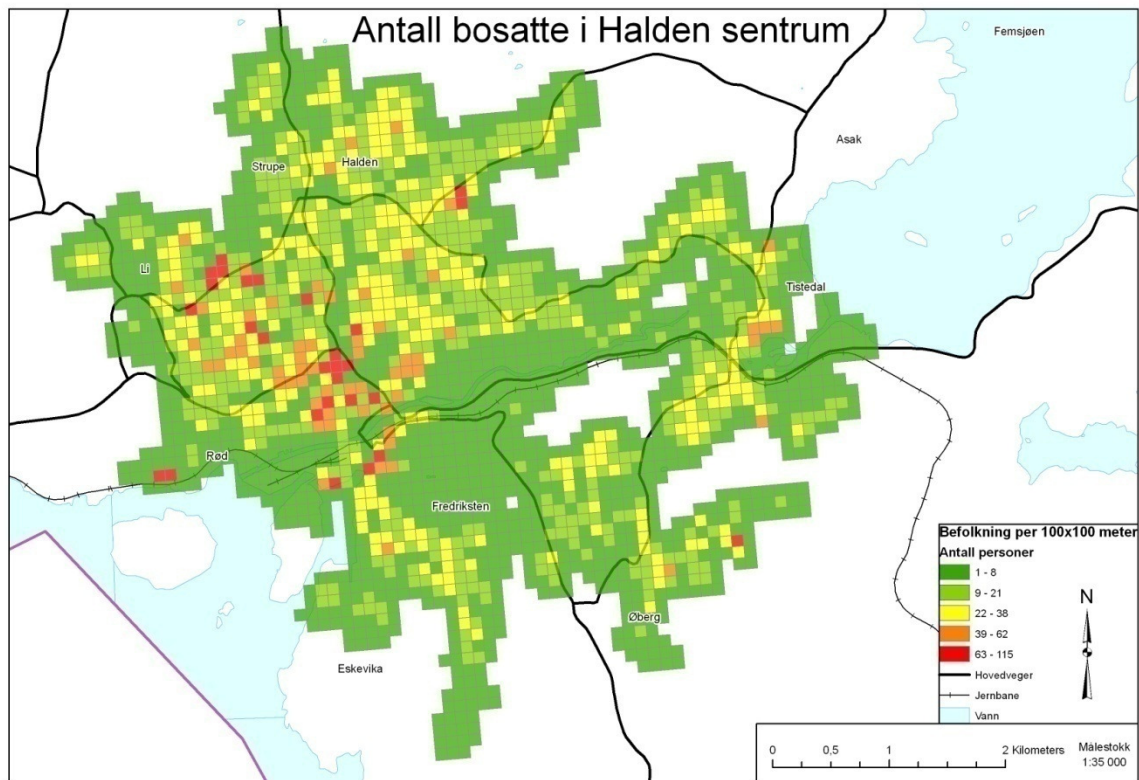 Antall bosatte i Halden sentrum
Femsjøen
Asak
Strupe
Halden
Li
Tistedal
Rød
Fredriksten
Øberg
Eskevika
Befolkning per 100x100 meter
Antall personer
1 - 8
9 - 21
22 - 38
39 - 62
63 - 115
Hovedveger
Jernbane
Vann
N
0 0,5 1 2 Kilometers
Målestokk
1:35 000